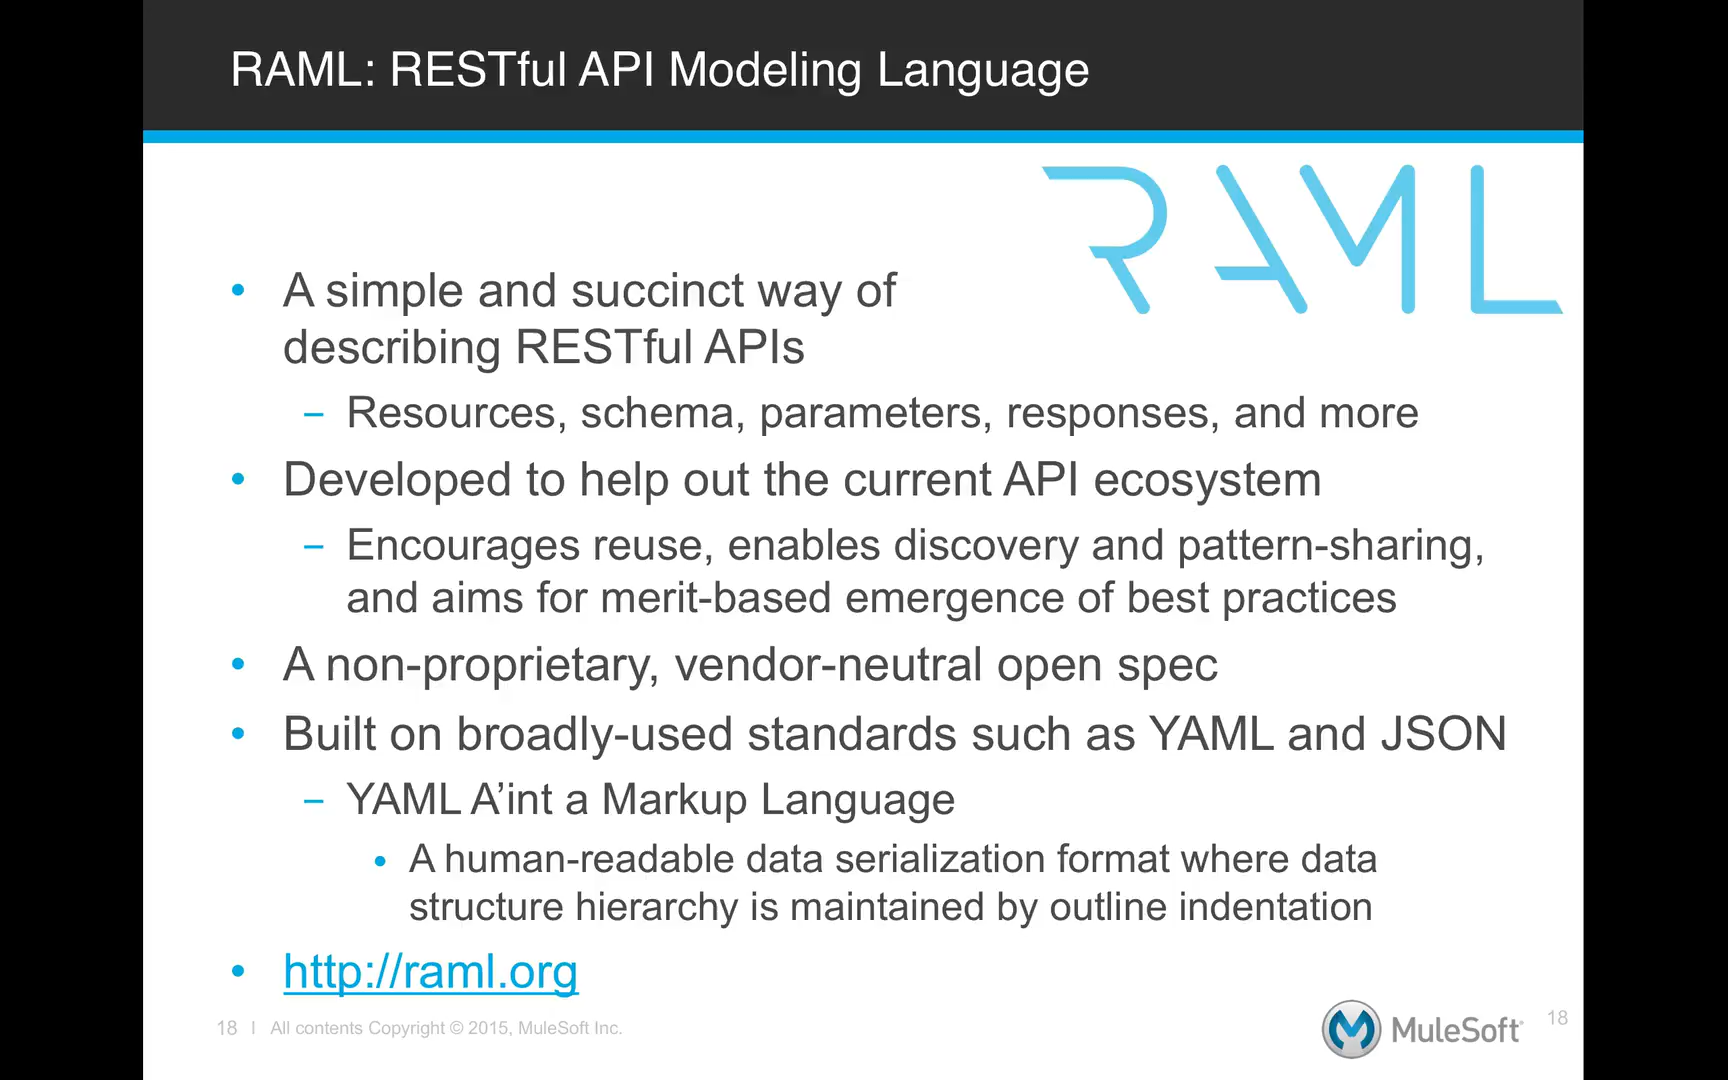 RAML: RESTful API Modeling Language
RAML
• A simple and succinct way of
describing RESTful APIs
– Resources, schema, parameters, responses, and more
• Developed to help out the current API ecosystem
– Encourages reuse, enables discovery and pattern-sharing,
and aims for merit-based emergence of best practices
• A non-proprietary, vendor-neutral open spec
• Built on broadly-used standards such as YAML and JSON
– YAML A’int a Markup Language
• A human-readable data serialization format where data
structure hierarchy is maintained by outline indentation
• http://raml.org
18 | All contents Copyright © 2015, MuleSoft Inc.
MuleSoft
18